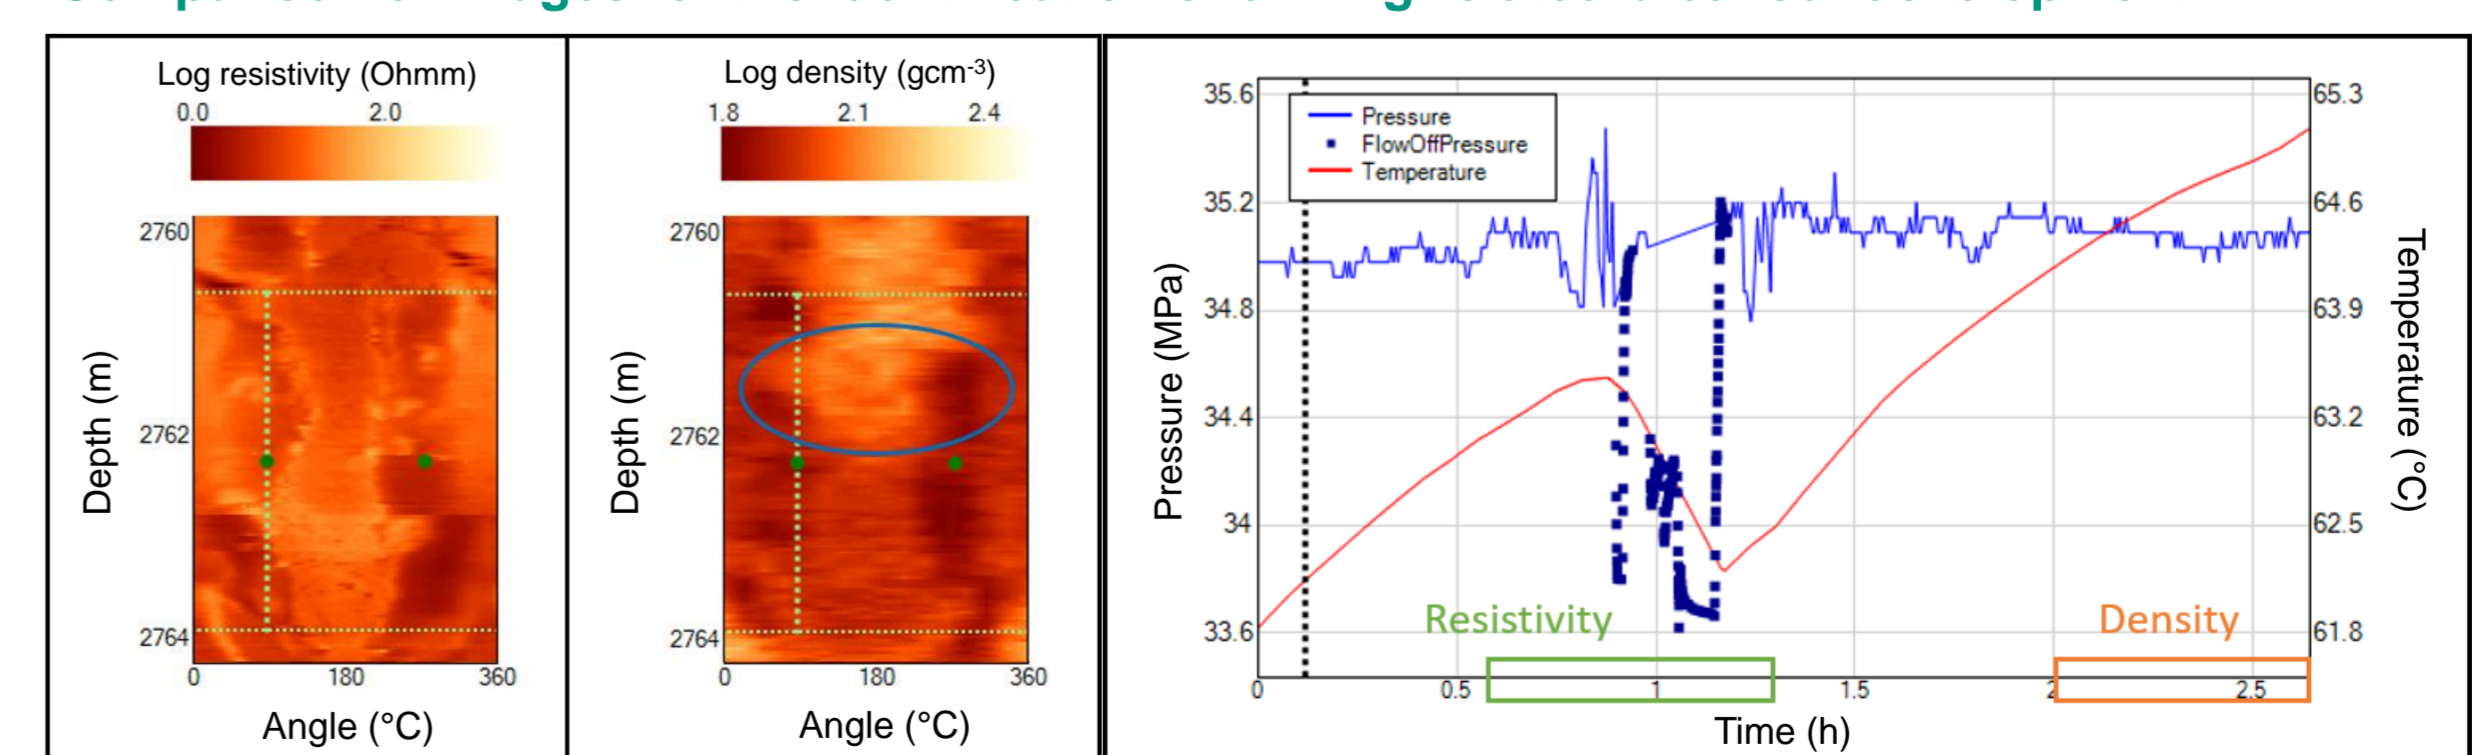 Log resistivity (Ohmm)
0.0 2.0
2760
2762
2764
0 180 360
Depth (m)
Angle (°C)
Log density (gcm-3)
1.8 2.1 2.4
2760
2762
2764
0 180 360
Depth (m)
Angle (°C)
Pressure
FlowOffPressure
Temperature
35.6
35.2
34.8
34.4
34
33.6
Pressure (MPa)
65.3
64.6
63.9
63.2
62.5
61.8
Temperature (°C)
Resistivity
Density
0 0.5 1 1.5 2 2.5
Time (h)